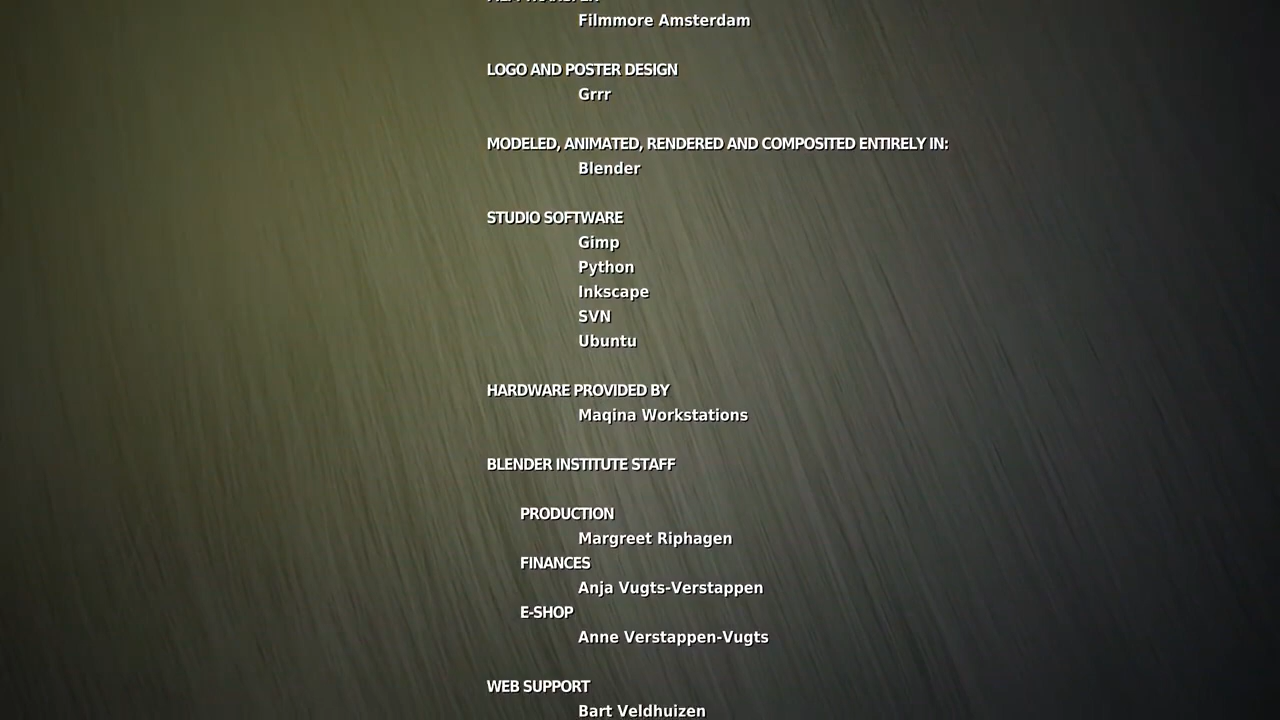 Filmmore Amsterdam
LOGO AND POSTER DESIGN
Grrr
MODELED, ANIMATED, RENDERED AND COMPOSITED ENTIRELY IN:
Blender
STUDIO SOFTWARE
Gimp
Python
Inkscape
SVN
Ubuntu
HARDWARE PROVIDED BY
Maqina Workstations
BLENDER INSTITUTE STAFF
PRODUCTION
Margreet Riphagen
FINANCES
Anja Vugts-Verstappen
E-SHOP
Anne Verstappen-Vugts
WEB SUPPORT
Bart Veldhuizen